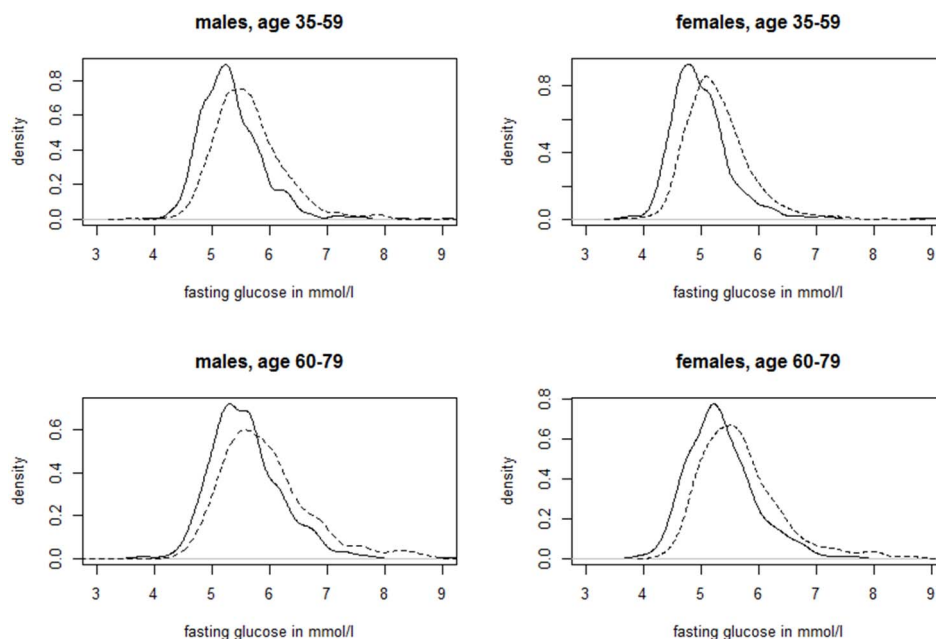 males, age 35-59
density
0.0 0.2 0.4 0.6 0.8
3 4 5 6 7 8 9
fasting glucose in mmol/l
females, age 35-59
density
0.0 0.4 0.8
3 4 5 6 7 8 9
fasting glucose in mmol/l
males, age 60-79
density
0.0 0.2 0.4 0.6
3 4 5 6 7 8 9
fasting glucose in mmol/l
females, age 60-79
density
0.0 0.2 0.4 0.6 0.8
3 4 5 6 7 8 9
fasting glucose in mmol/l